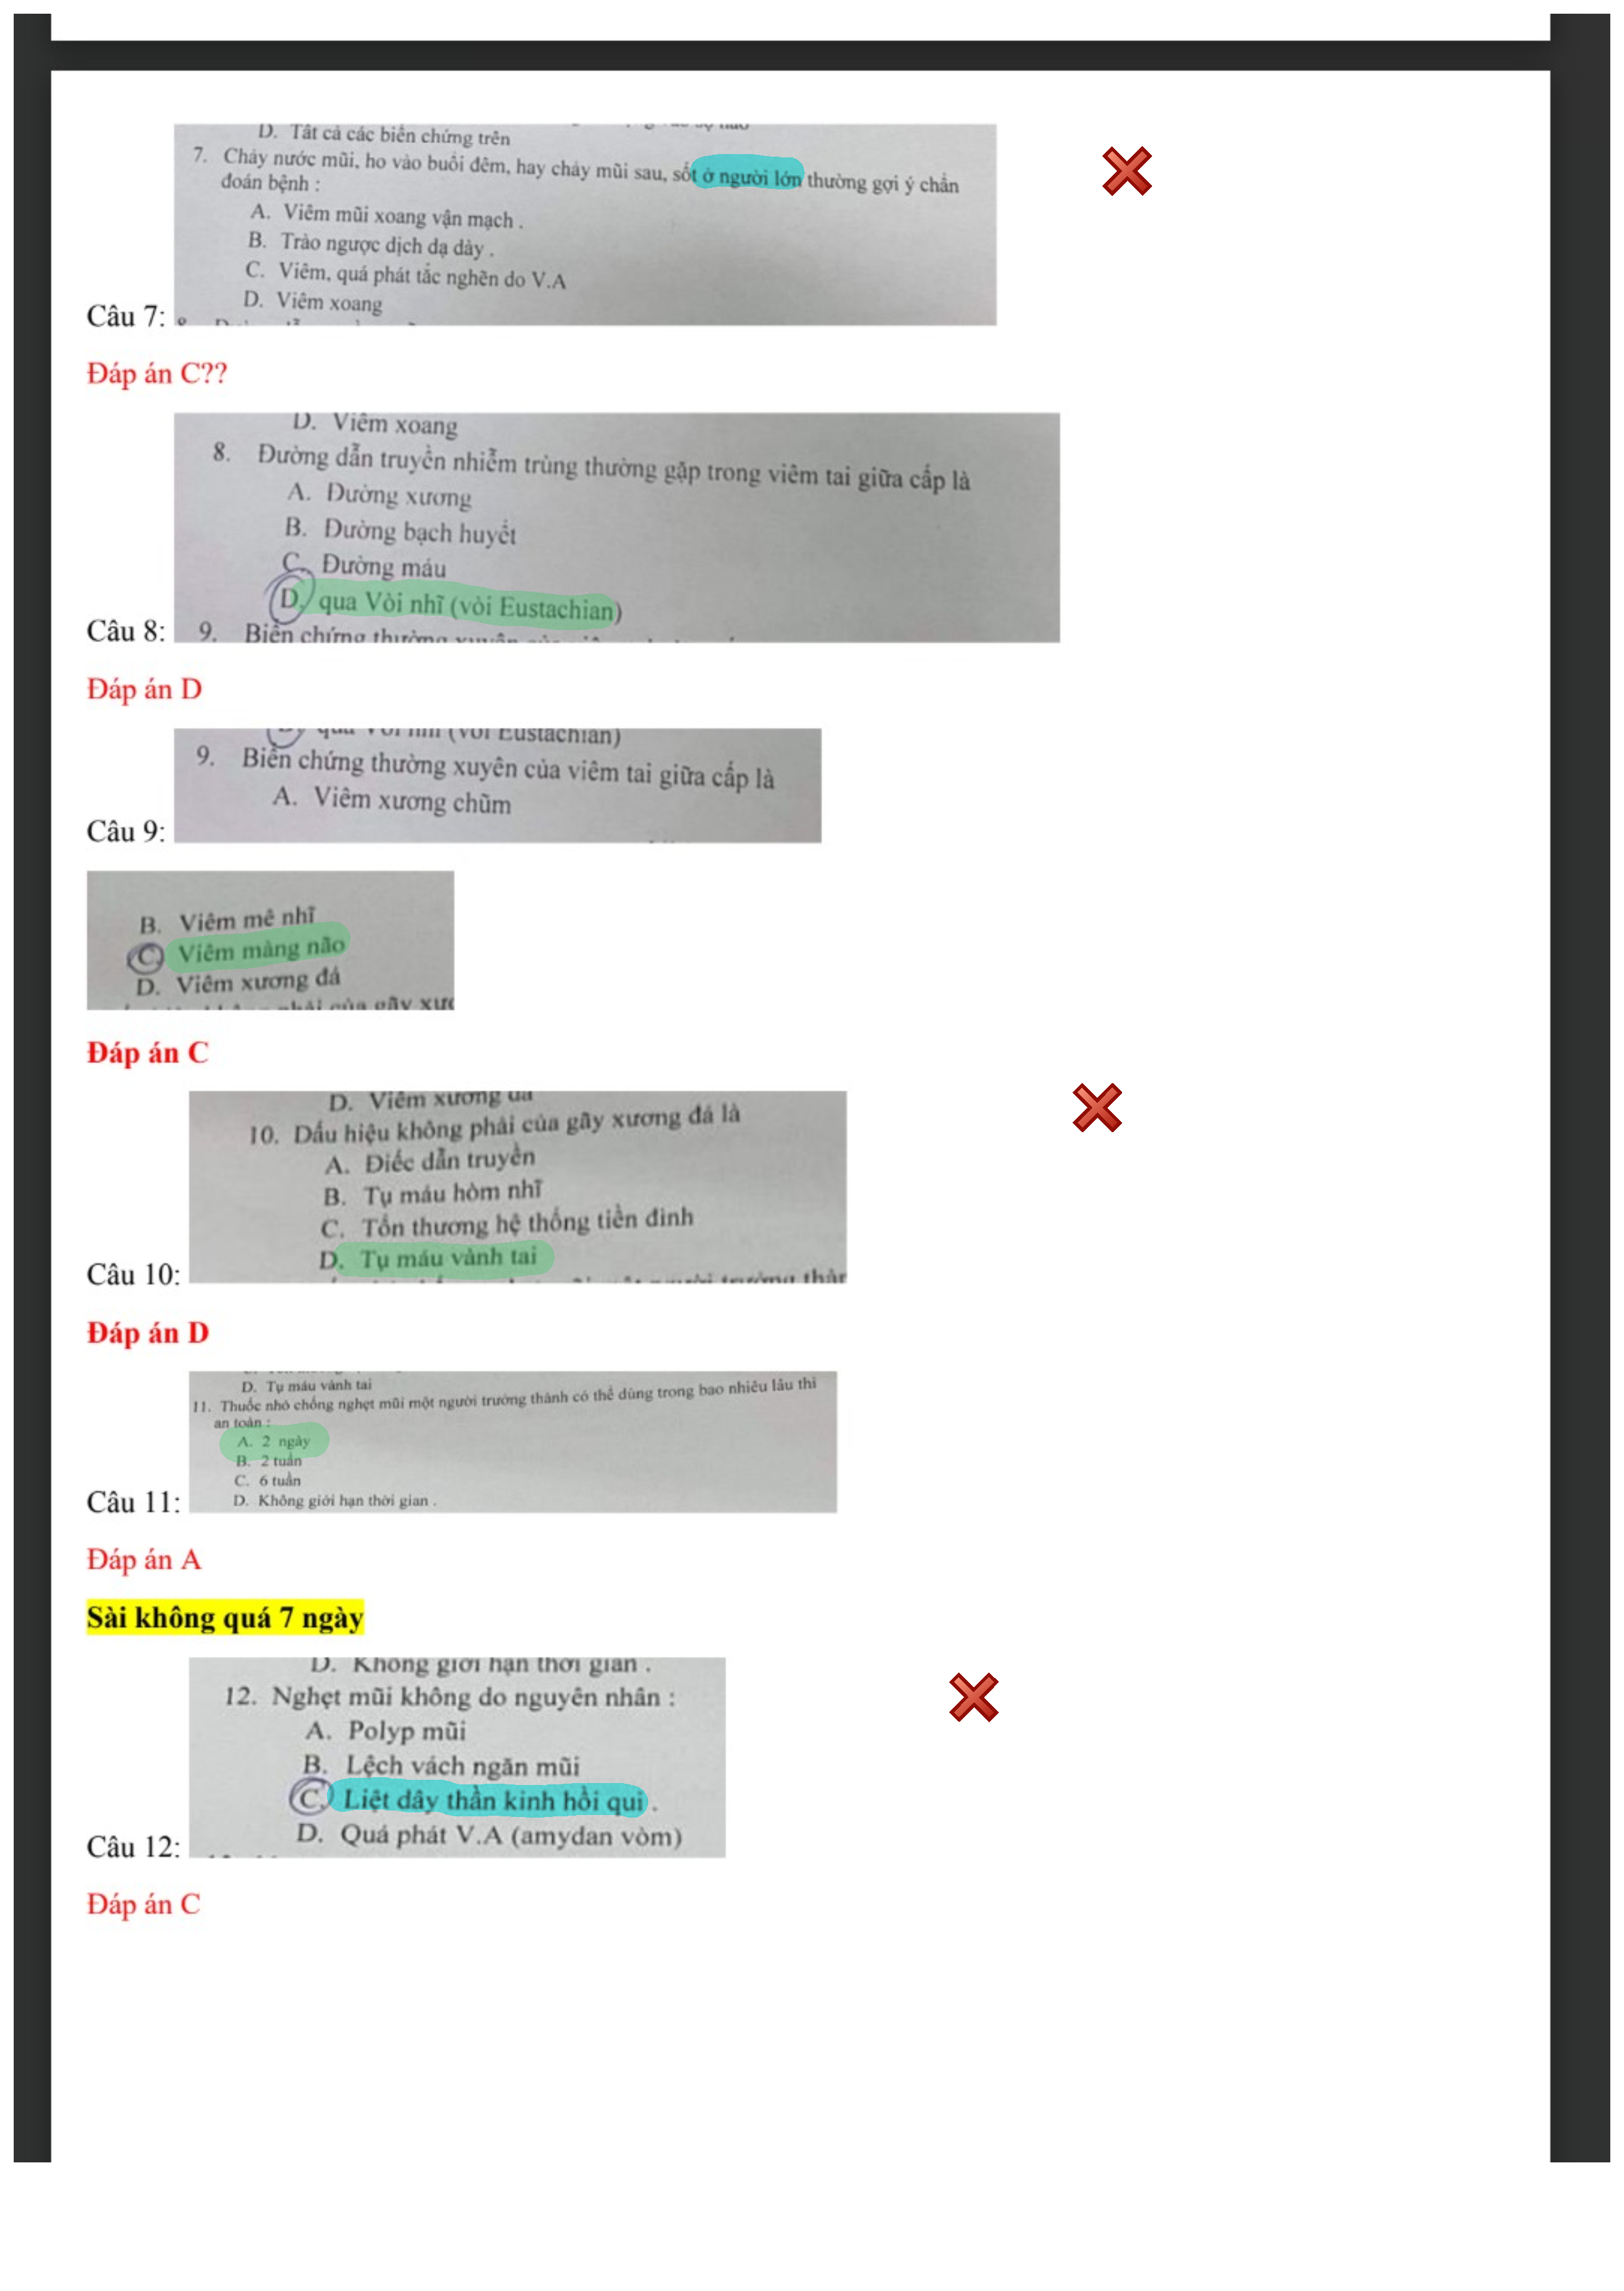 D. Tất cả các biến chứng trên
7. Chảy nước mũi, ho vào buổi đêm, hay chảy mũi sau, sốt ở người lớn thường gợi ý chẩn
đoán bệnh :
A. Viêm mũi xoang vận mạch .
B. Trào ngược dịch dạ dày .
C. Viêm, quá phát tắc nghẽn do V.A
D. Viêm xoang
Câu 7:
Đáp án C??
D. Viêm xoang
8. Đường dẫn truyền nhiễm trùng thường gặp trong viêm tai giữa cấp là
A. Đường xương
B. Đường bạch huyết
C. Đường máu
D. qua Vòi nhĩ (vòi Eustachian)
Câu 8:
9. Biến chứng thường
Đáp án D
qua Vòi nhĩ (vòi Eustachian)
9. Biến chứng thường xuyên của viêm tai giữa cấp là
A. Viêm xương chũm
Câu 9:
B. Viêm mê nhĩ
C. Viêm màng não
D. Viêm xương đá
phải của gãy
Đáp án C
D. Viêm xương đá
10. Dấu hiệu không phải của gãy xương đá là
A. Điếc dẫn truyền
B. Tụ máu hòm nhĩ
C. Tổn thương hệ thống tiền đình
D. Tụ máu vành tai
Câu 10:
Đáp án D
D. Tụ máu vành tai
11. Thuốc nhỏ chống nghẹt mũi một người trưởng thành có thể dùng trong bao nhiêu lâu thì
an toàn :
A. 2 ngày
B. 2 tuần
C. 6 tuần
D. Không giới hạn thời gian .
Câu 11:
Đáp án A
Sài không quá 7 ngày
D. Không giới hạn thời gian .
12. Nghẹt mũi không do nguyên nhân :
A. Polyp mũi
B. Lệch vách ngăn mũi
C. Liệt dây thần kinh hồi qui .
D. Quá phát V.A (amydan vòm)
Câu 12:
Đáp án C